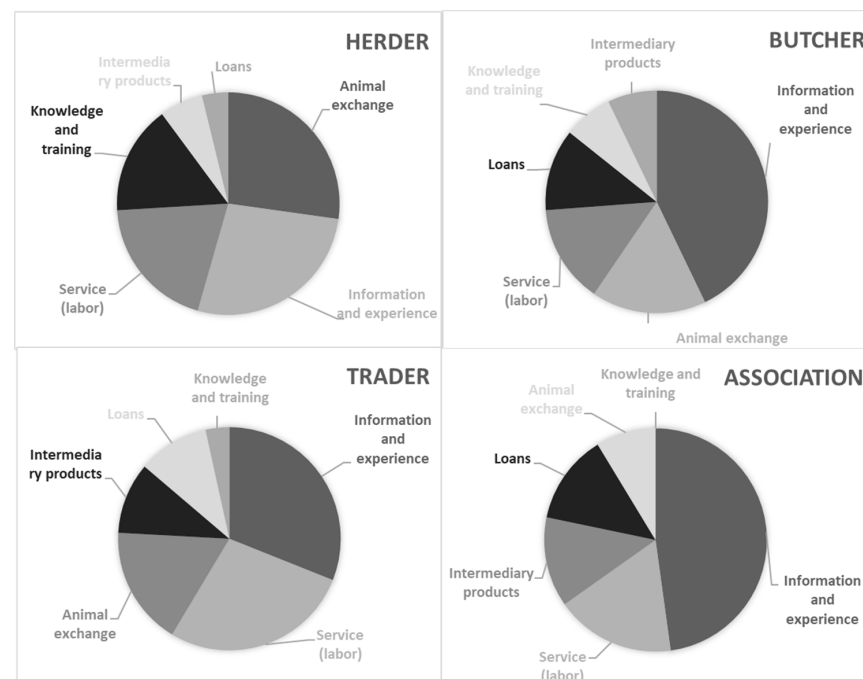 HERDER
Intermedia
ry products
Loans
Animal
exchange
Knowledge
and
training
Service
(labor)
Information
and experience
BUTCHER
Intermediary
products
Knowledge
and training
Information
and
experience
Loans
Service
(labor)
Animal exchange
TRADER
Knowledge
and training
Loans
Information
and
experience
Intermedia
ry products
Animal
exchange
Service
(labor)
ASSOCIATION
Knowledge and
training
Animal
exchange
Loans
Intermediary
products
Information
and
experience
Service
(labor)